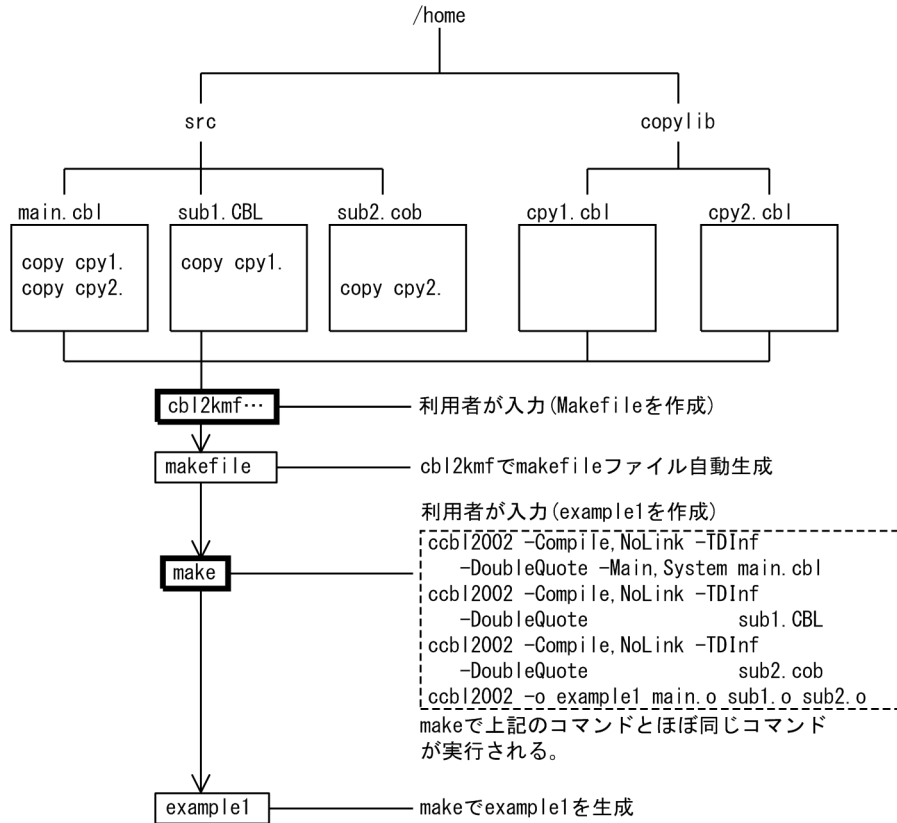 /home
src
copylib
main.cbl
sub1.CBL
sub2.cob
cpy1.cbl
cpy2.cbl
copy cpy1.
copy cpy2.
copy cpy1.
copy cpy2.
cbl2kmf…
利用者が入力(Makefileを作成)
makefile
cbl2kmfでmakefileファイル自動生成
利用者が入力(example1を作成)
make
ccbl2002 -Compile,NoLink -TDInf
-DoubleQuote -Main,System main.cbl
ccbl2002 -Compile,NoLink -TDInf
-DoubleQuote sub1.CBL
ccbl2002 -Compile,NoLink -TDInf
-DoubleQuote sub2.cob
ccbl2002 -o example1 main.o sub1.o sub2.o
makeで上記のコマンドとほぼ同じコマンド
が実行される。
example1
makeでexample1を生成